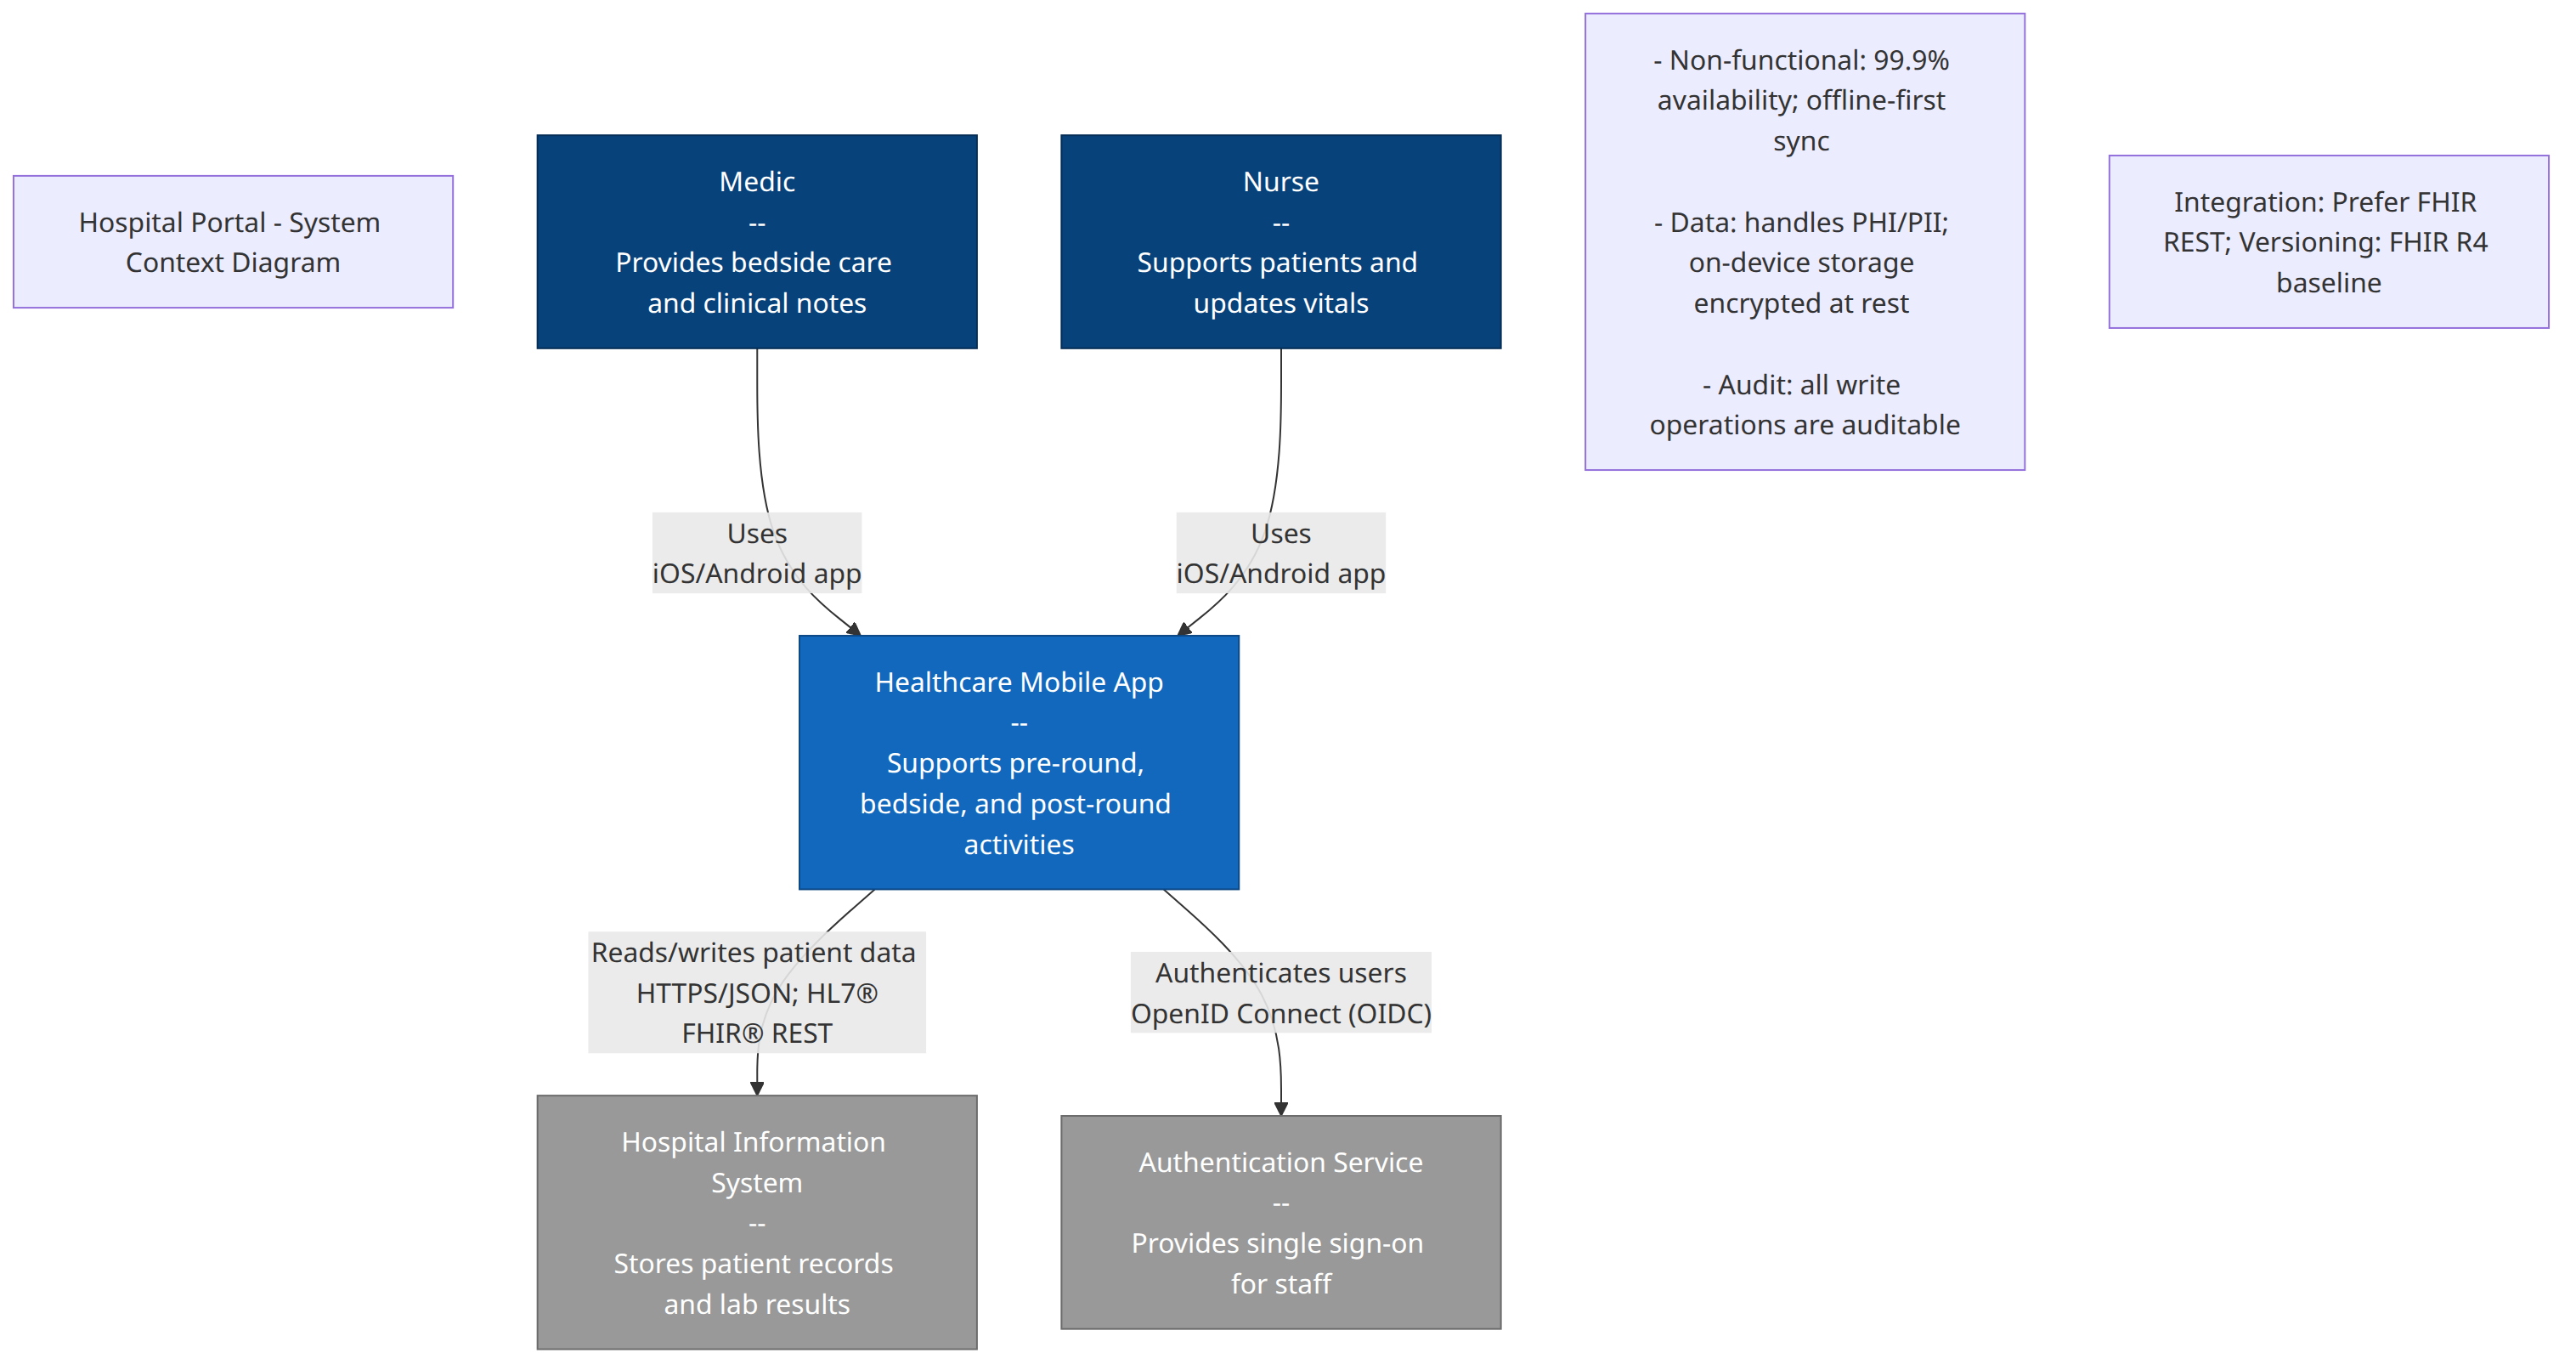 Hospital Portal - System
Context Diagram
Medic
--
Provides bedside care
and clinical notes
Nurse
--
Supports patients and
updates vitals
- Non-functional: 99.9%
availability; offline-first
sync
- Data: handles PHI/PII;
on-device storage
encrypted at rest
- Audit: all write
operations are auditable
Integration: Prefer FHIR
REST; Versioning: FHIR R4
baseline
Uses
iOS/Android app
Uses
iOS/Android app
Healthcare Mobile App
--
Supports pre-round,
bedside, and post-round
activities
Reads/writes patient data
HTTPS/JSON; HL7®
FHIR® REST
Authenticates users
OpenID Connect (OIDC)
Hospital Information
System
--
Stores patient records
and lab results
Authentication Service
--
Provides single sign-on
for staff